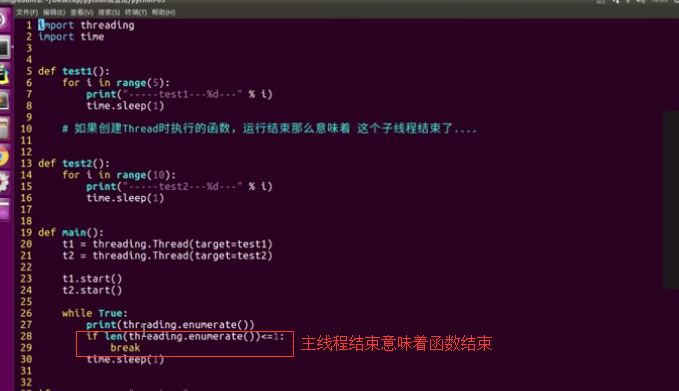 文件(F) 编辑(E) 查看(V) 搜索(S) 终端(T) 帮助(H)
1 import threading
2 import time
3
4
5 def test1():
6     for i in range(5):
7         print("-----test1---%d---" % i)
8         time.sleep(1)
9
10     # 如果创建Thread时执行的函数，运行结束那么意味着 这个子线程结束了....
11
12
13 def test2():
14     for i in range(10):
15         print("-----test2---%d---" % i)
16         time.sleep(1)
17
18
19 def main():
20     t1 = threading.Thread(target=test1)
21     t2 = threading.Thread(target=test2)
22
23     t1.start()
24     t2.start()
25
26     while True:
27         print(threading.enumerate())
28         if len(threading.enumerate())<=1:
29             break
主线程结束意味着函数结束
30         time.sleep(1)
31
32